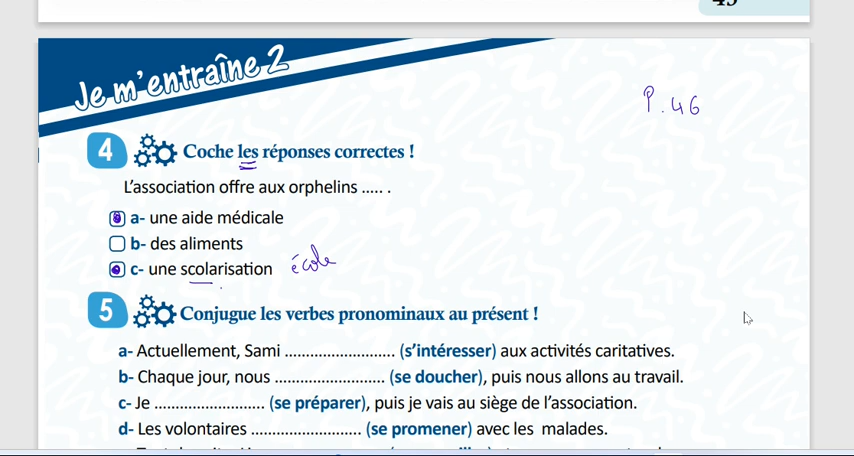 Je m'entraîne 2
P. 46
4 Coche les réponses correctes !
L'association offre aux orphelins ..... .
a- une aide médicale
b- des aliments
c- une scolarisation école
5 Conjugue les verbes pronominaux au présent !
a- Actuellement, Sami .......................... (s'intéresser) aux activités caritatives.
b- Chaque jour, nous .......................... (se doucher), puis nous allons au travail.
c- Je .......................... (se préparer), puis je vais au siège de l'association.
d- Les volontaires .......................... (se promener) avec les malades.